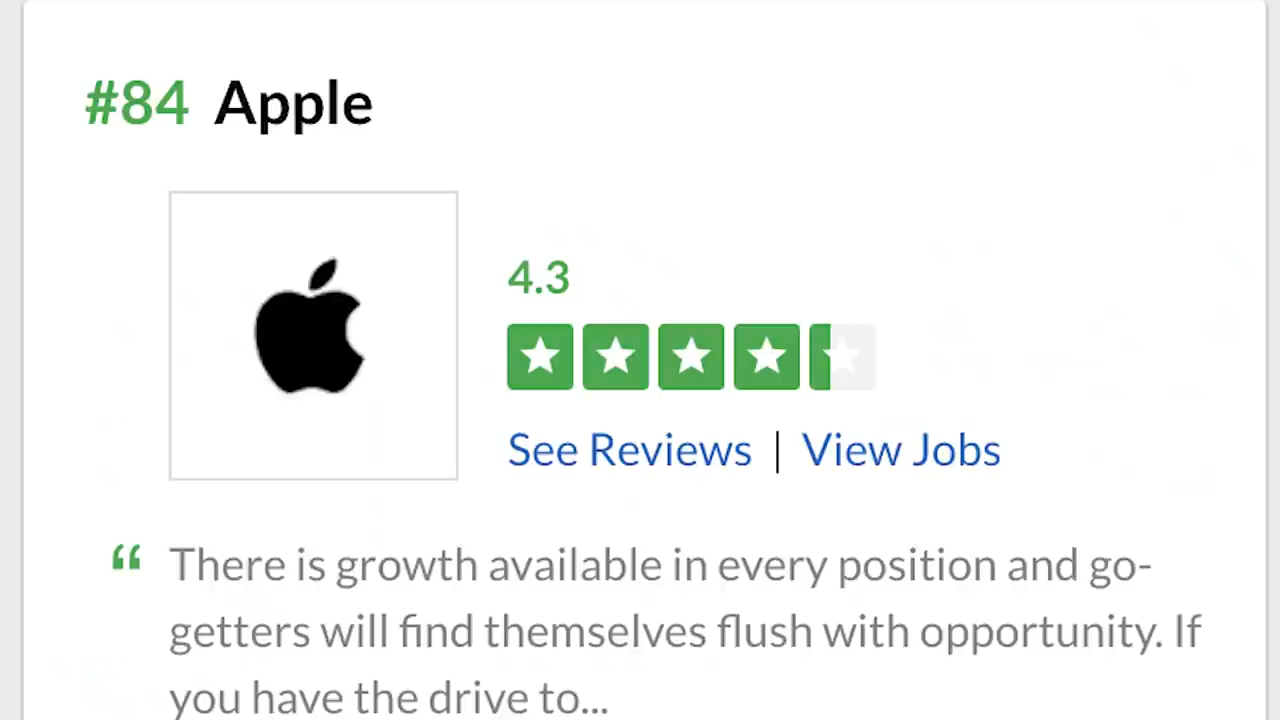 #84 Apple
4.3
See Reviews | View Jobs
“ There is growth available in every position and go-
getters will find themselves flush with opportunity. If
you have the drive to...